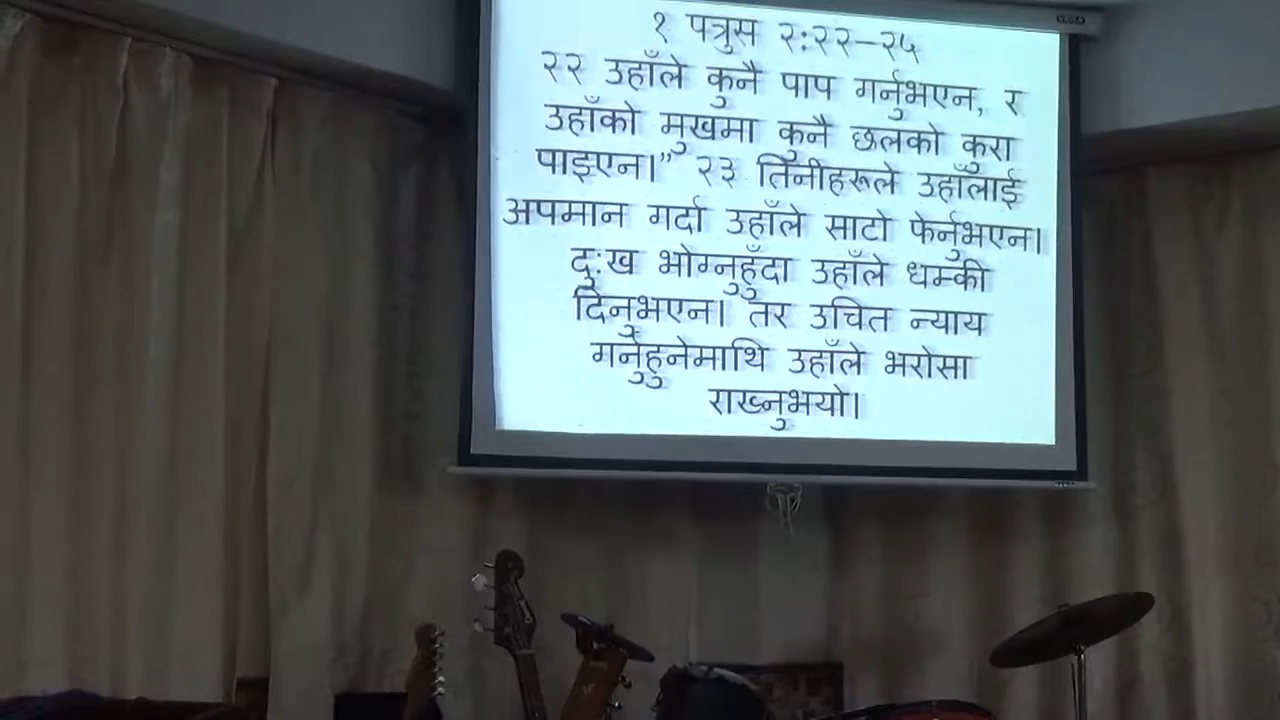 VEGA
१ पत्रुस २:२२–२५
२२ उहाँले कुनै पाप गर्नुभएन, र
उहाँको मुखमा कुनै छलको कुरा
पाइएन।” २३ तिनीहरूले उहाँलाई
अपमान गर्दा उहाँले साटो फेर्नुभएन।
दुःख भोग्नुहुँदा उहाँले धम्की
दिनुभएन। तर उचित न्याय
गर्नुहुनेमाथि उहाँले भरोसा
राख्नुभयो।